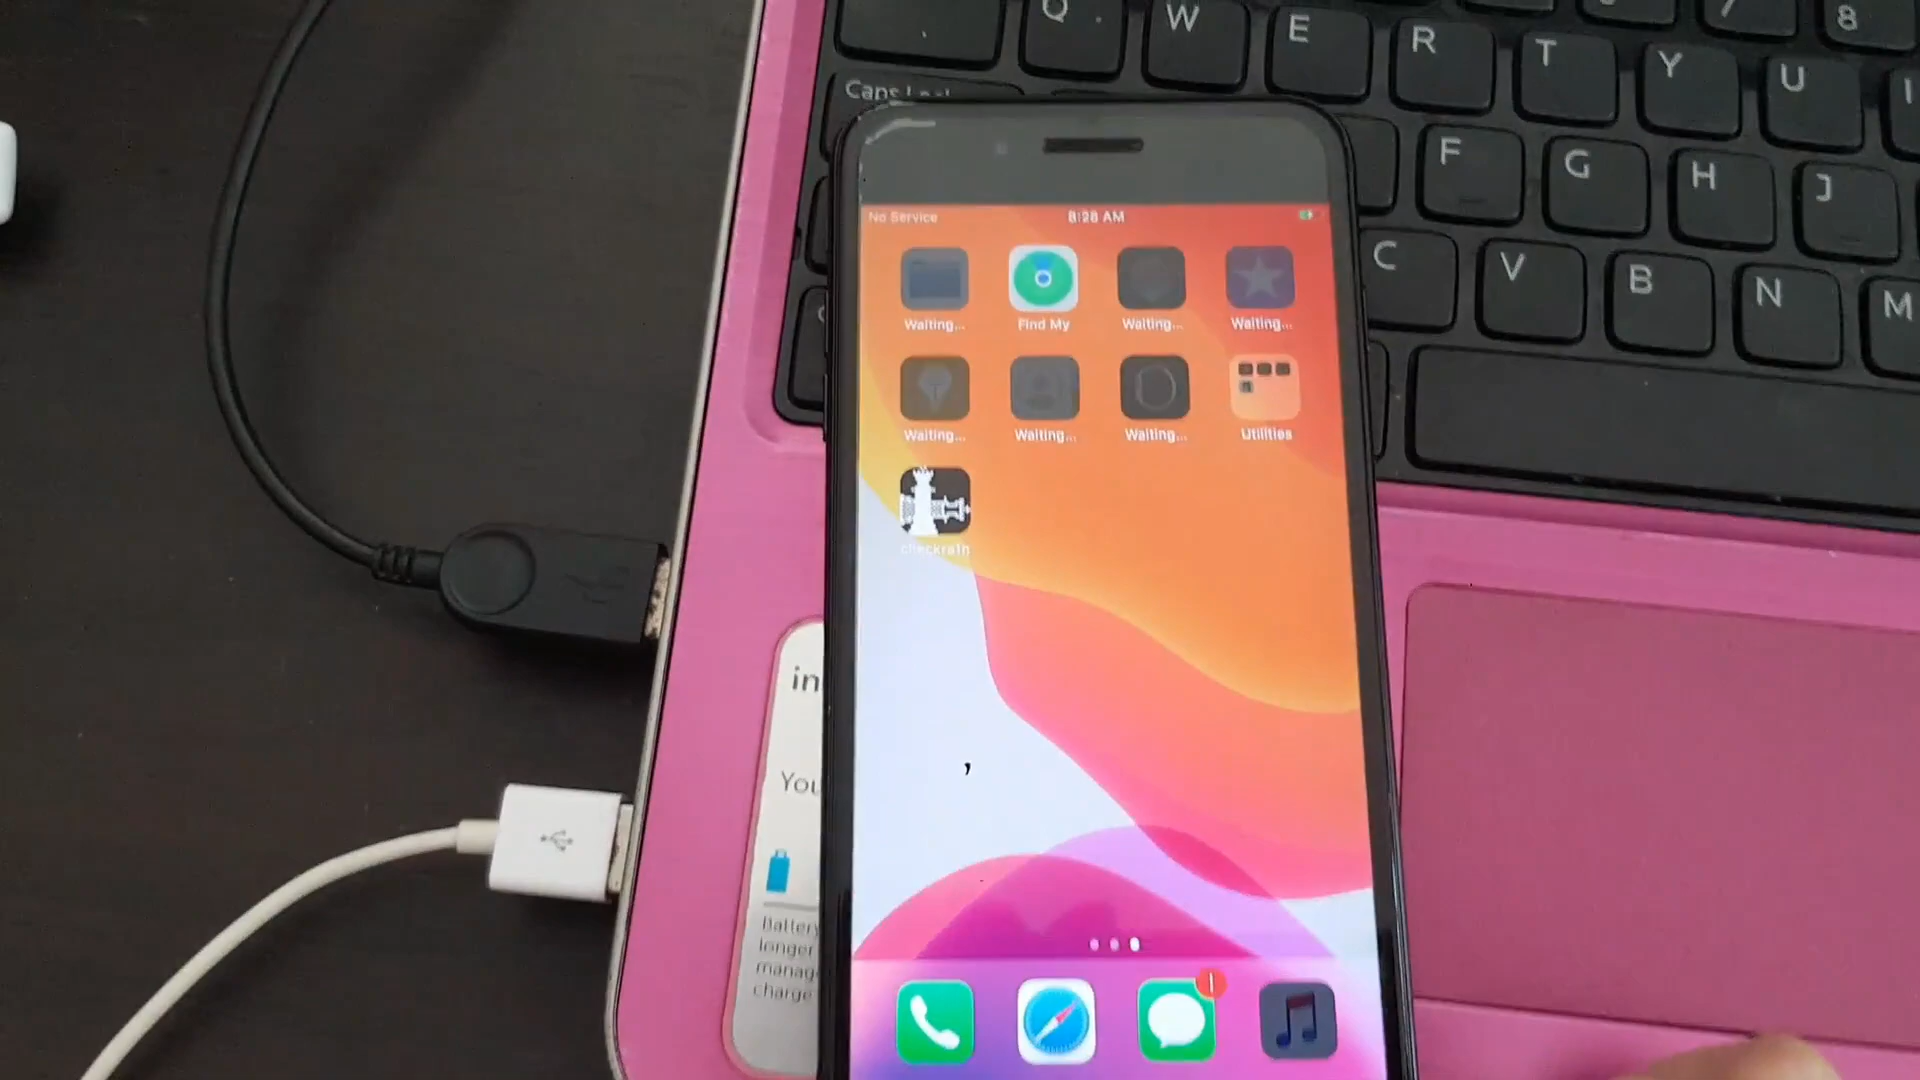 Q
W
E
R
T
Y
U
I
7
8
F
G
H
J
C
V
B
N
M
No Service
8:28 AM
Waiting...
Find My
Waiting...
Waiting...
Waiting...
Waiting...
Waiting...
Utilities
checkra1n
in
You
Battery
longer
manag
charge